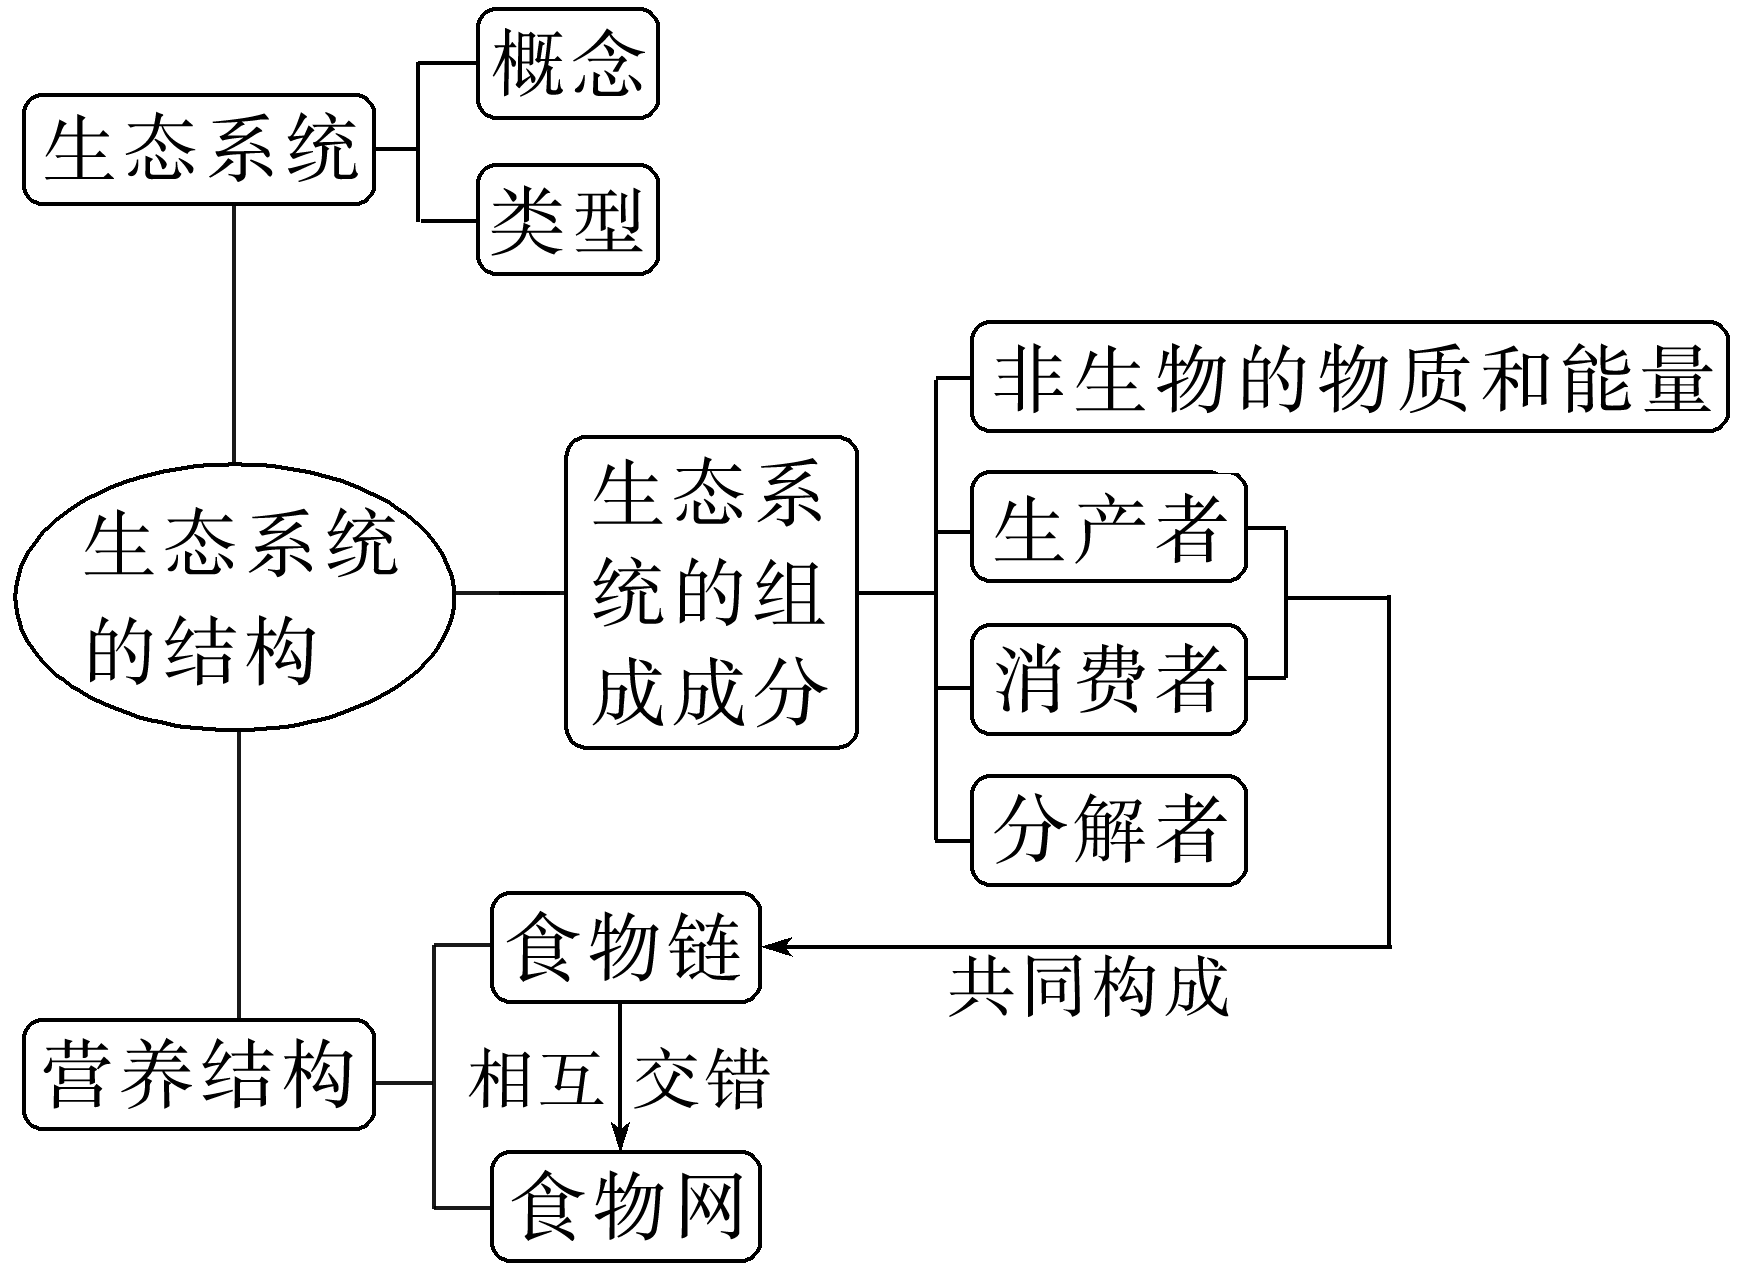 概念
生态系统
类型
非生物的物质和能量
生态系
统的组
成成分
生产者
生态系统
的结构
消费者
分解者
食物链
共同构成
营养结构
相互 交错
食物网